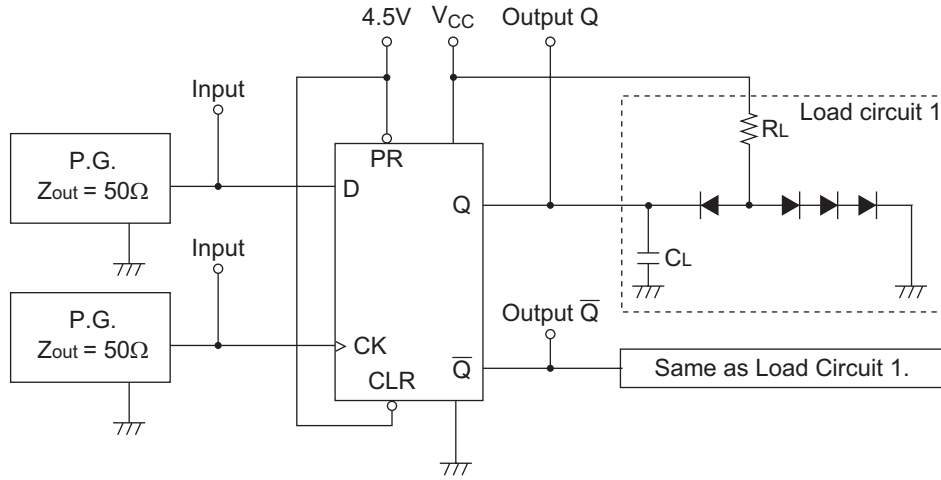 4.5V
VCC
Output Q
Input
Load circuit 1
RL
P.G.
Zout = 50Ω
PR
D
Q
Input
CL
P.G.
Zout = 50Ω
Output Q̅
CK
Q̅
Same as Load Circuit 1.
CLR